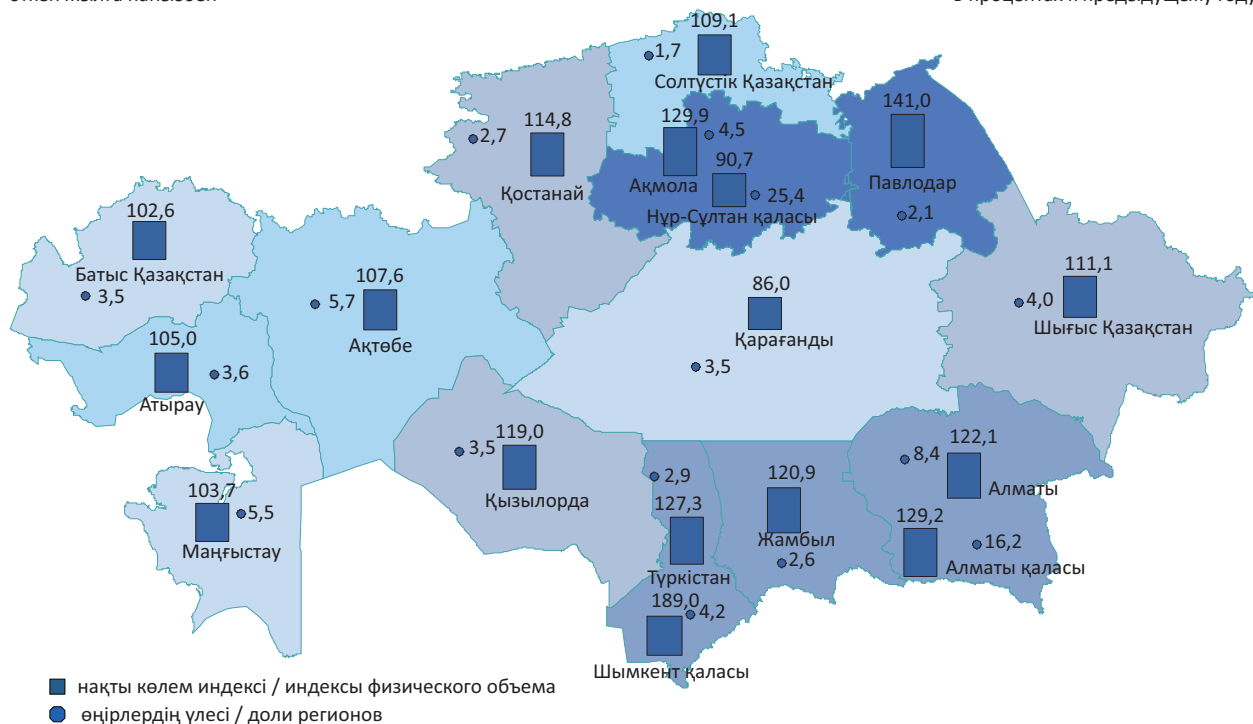 109,1
1,7
Солтүстік Қазақстан
114,8
2,7
Қостанай
129,9
4,5
Ақмола
90,7
25,4
Нұр-Сұлтан қаласы
141,0
Павлодар
2,1
102,6
Батыс Қазақстан
3,5
107,6
5,7
Ақтөбе
86,0
Қарағанды
3,5
111,1
4,0
Шығыс Қазақстан
105,0
3,6
Атырау
119,0
3,5
Қызылорда
103,7
5,5
Маңғыстау
2,9
127,3
Түркістан
120,9
Жамбыл
2,6
122,1
8,4
Алматы
129,2
16,2
Алматы қаласы
189,0
4,2
Шымкент қаласы
нақты көлем индексі / индексы физического объема
өңірлердің үлесі / доли регионов